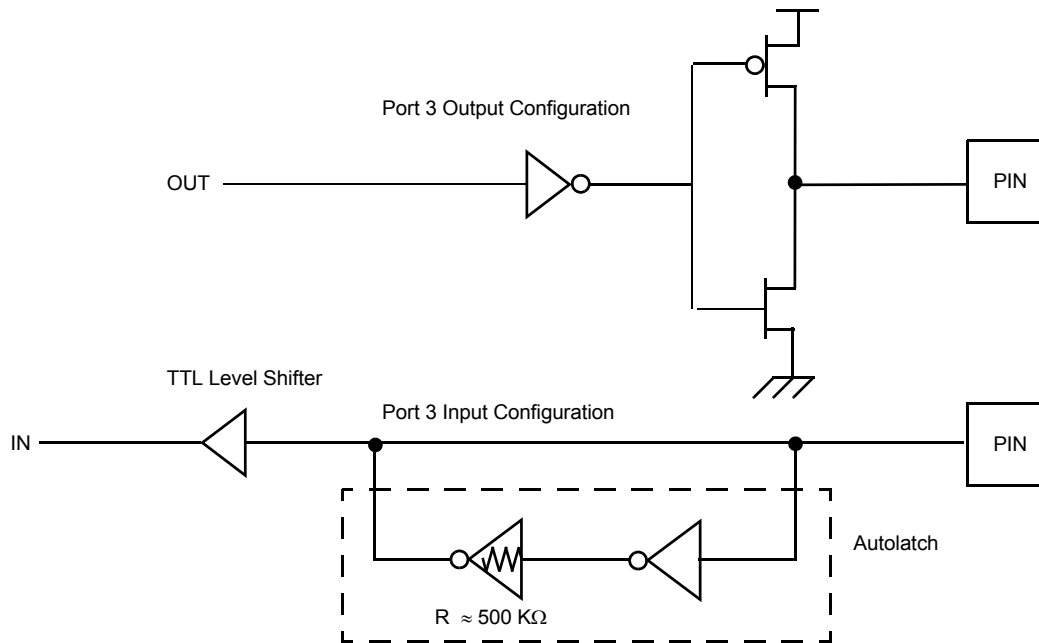 Port 3 Output Configuration
OUT
PIN
TTL Level Shifter
Port 3 Input Configuration
IN
PIN
Autolatch
R ≈ 500 KΩ